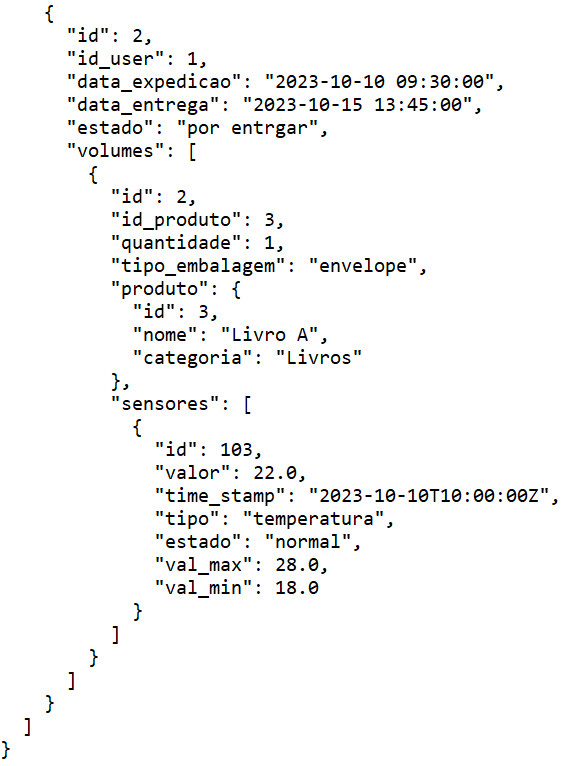 {
      "id": 2,
      "id_user": 1,
      "data_expedicao": "2023-10-10 09:30:00",
      "data_entrega": "2023-10-15 13:45:00",
      "estado": "por entrgar",
      "volumes": [
        {
          "id": 2,
          "id_produto": 3,
          "quantidade": 1,
          "tipo_embalagem": "envelope",
          "produto": {
            "id": 3,
            "nome": "Livro A",
            "categoria": "Livros"
          },
          "sensores": [
            {
              "id": 103,
              "valor": 22.0,
              "time_stamp": "2023-10-10T10:00:00Z",
              "tipo": "temperatura",
              "estado": "normal",
              "val_max": 28.0,
              "val_min": 18.0
            }
          ]
        }
      ]
    }
  ]
}